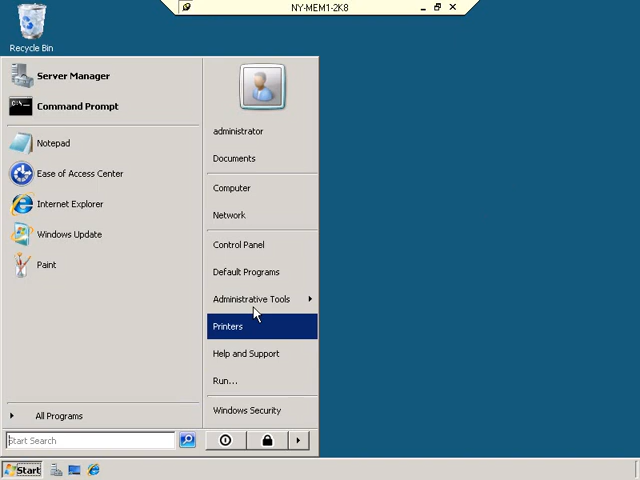 NY-MEM1-2K8
Recycle Bin
Server Manager
Command Prompt
Notepad
Ease of Access Center
Internet Explorer
Windows Update
Paint
All Programs
Start Search
administrator
Documents
Computer
Network
Control Panel
Default Programs
Administrative Tools
Printers
Help and Support
Run...
Windows Security
Start